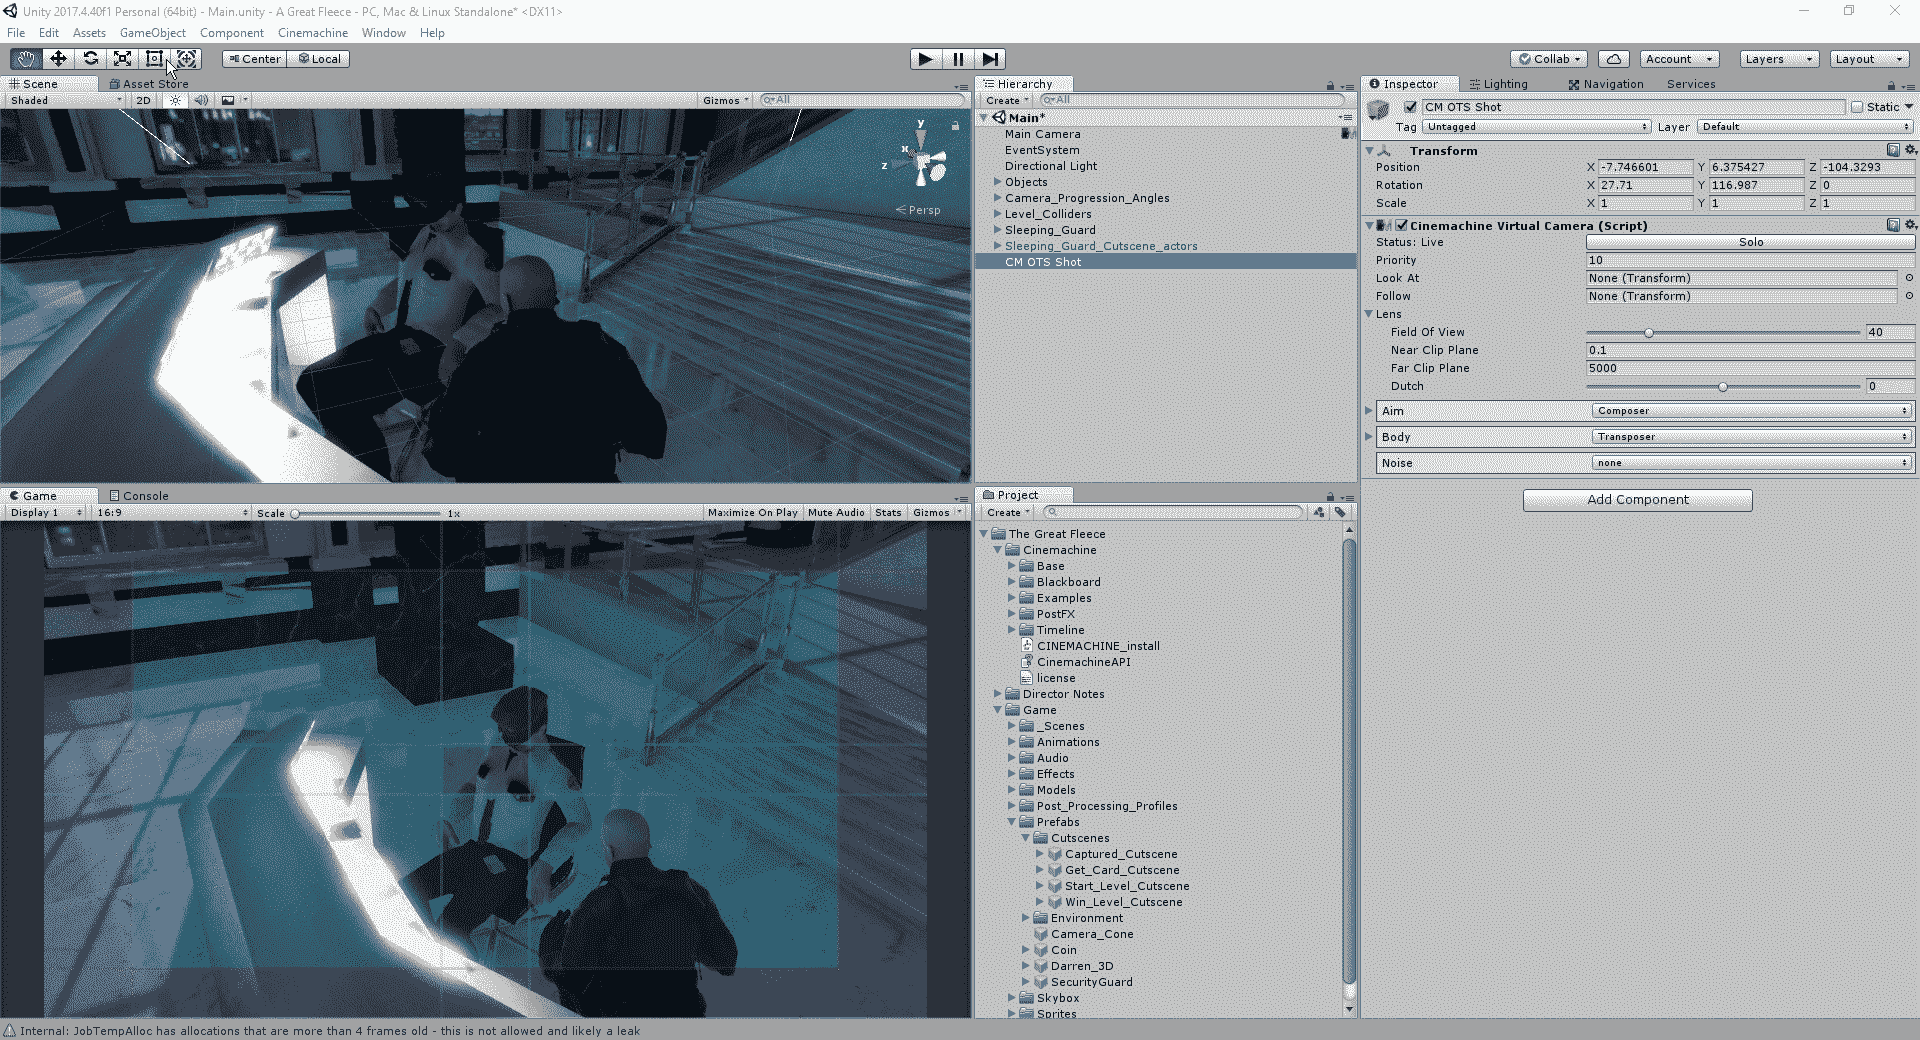 Unity 2017.4.40f1 Personal (64bit) - Main.unity - A Great Fleece - PC, Mac & Linux Standalone* <DX11>
File Edit Assets GameObject Component Cinemachine Window Help
Center Local Collab Account Layers Layout
Scene Asset Store
Shaded 2D Gizmos All
y
x
z
Persp
Game Console
Display 1 16:9 Scale 1x Maximize On Play Mute Audio Stats Gizmos
Hierarchy
Create All
Main*
Main Camera
EventSystem
Directional Light
Objects
Camera_Progression_Angles
Level_Colliders
Sleeping_Guard
Sleeping_Guard_Cutscene_actors
CM OTS Shot
Project
Create
The Great Fleece
Cinemachine
Base
Blackboard
Examples
PostFX
Timeline
CINEMACHINE_install
CinemachineAPI
license
Director Notes
Game
_Scenes
Animations
Audio
Effects
Models
Post_Processing_Profiles
Prefabs
Cutscenes
Captured_Cutscene
Get_Card_Cutscene
Start_Level_Cutscene
Win_Level_Cutscene
Environment
Camera_Cone
Coin
Darren_3D
SecurityGuard
Skybox
Sprites
Inspector Lighting Navigation Services
CM OTS Shot Static
Tag Untagged Layer Default
Transform
Position X -7.746601 Y 6.375427 Z -104.3293
Rotation X 27.71 Y 116.987 Z 0
Scale X 1 Y 1 Z 1
Cinemachine Virtual Camera (Script)
Status: Live Solo
Priority 10
Look At None (Transform)
Follow None (Transform)
Lens
Field Of View 40
Near Clip Plane 0.1
Far Clip Plane 5000
Dutch 0
Aim Composer
Body Transposer
Noise none
Add Component
Internal: JobTempAlloc has allocations that are more than 4 frames old - this is not allowed and likely a leak